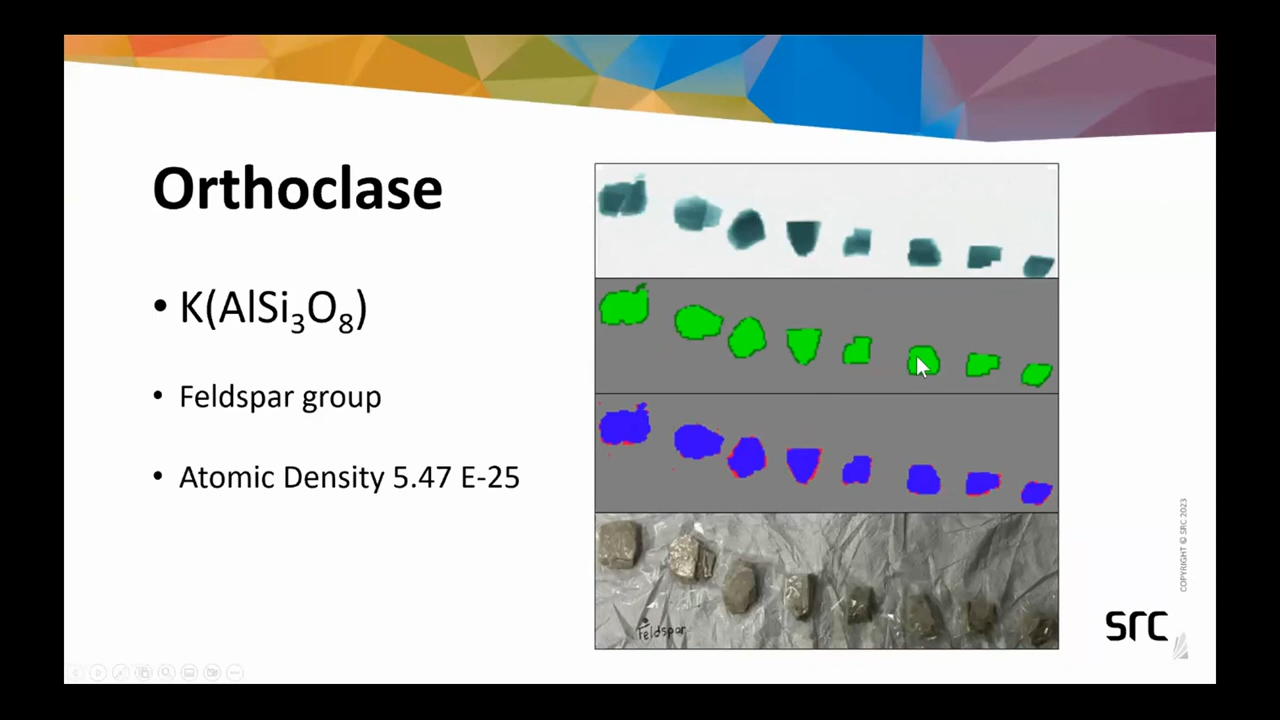 Orthoclase
• K(AlSi₃O₈)
• Feldspar group
• Atomic Density 5.47 E-25
Feldspar
COPYRIGHT © SRC 2023
src